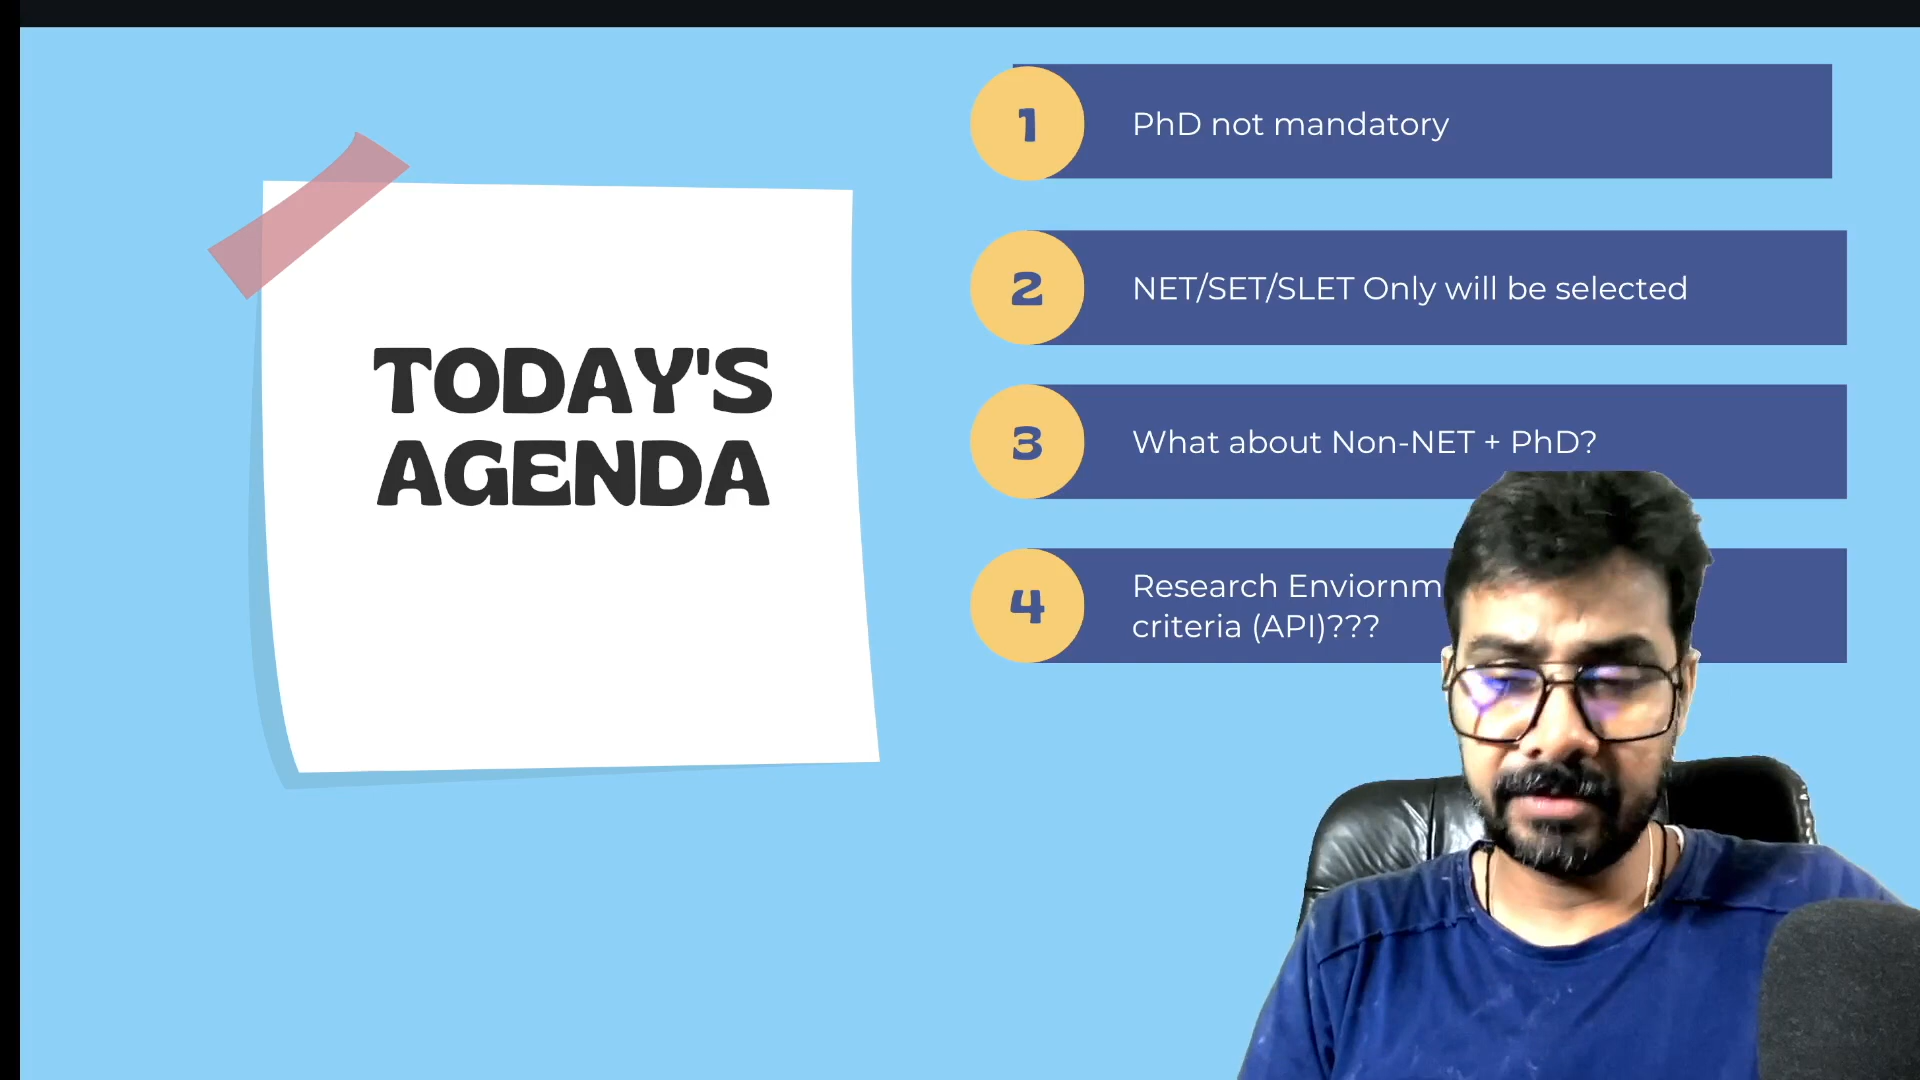 TODAY'S
AGENDA
1
PhD not mandatory
2
NET/SET/SLET Only will be selected
3
What about Non-NET + PhD?
4
Research
criteria (API)???